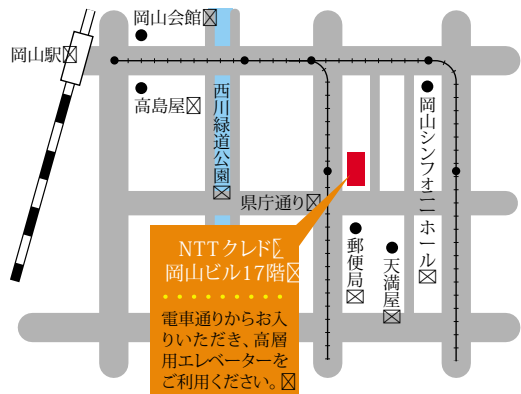 岡山会館
岡山駅
高島屋
西川緑道公園
岡山シンフォニーホール
県庁通り
郵便局
天満屋
NTTクレド
岡山ビル17階
電車通りからお入
りいただき、高層
用エレベーターを
ご利用ください。